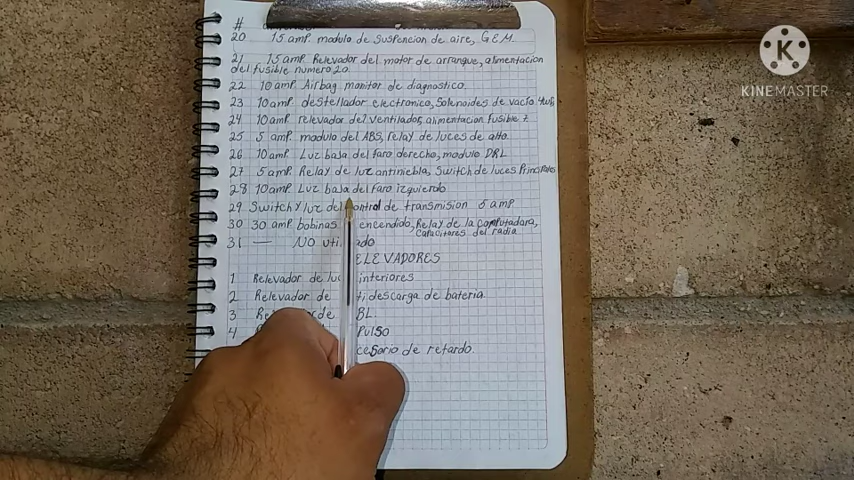 #
20 15 amp. modulo de suspencion de aire, G.E.M.
21 15 amp. Relevador del motor de arranque, alimentacion
del fusible numero 20.
22 10 amp. Airbag monitor de diagnostico.
23 10 amp. destellador electronico, Solenoides de vacio
24 10 amp. relevador del ventilador, alimentacion fusible 7
25 5 amp. modulo del ABS, relay de luces de alto
26 10 amp. Luz baja del faro derecho, modulo DRL
27 5 amp. Relay de luz antiniebla, Switch de luces Principales
28 10 amp. Luz baja del faro izquierdo
29 Switch y luz del control de transmision 5 amp
30 30 amp bobinas encendido, Relay de la computadora,
capacitores del radia
31 — NO
ELEVADORES
1 Relevador de interiores
2 Relevador de descarga de bateria.
3 de BL.
4 Pulso
cesorio de retardo.
K
KINEMASTER